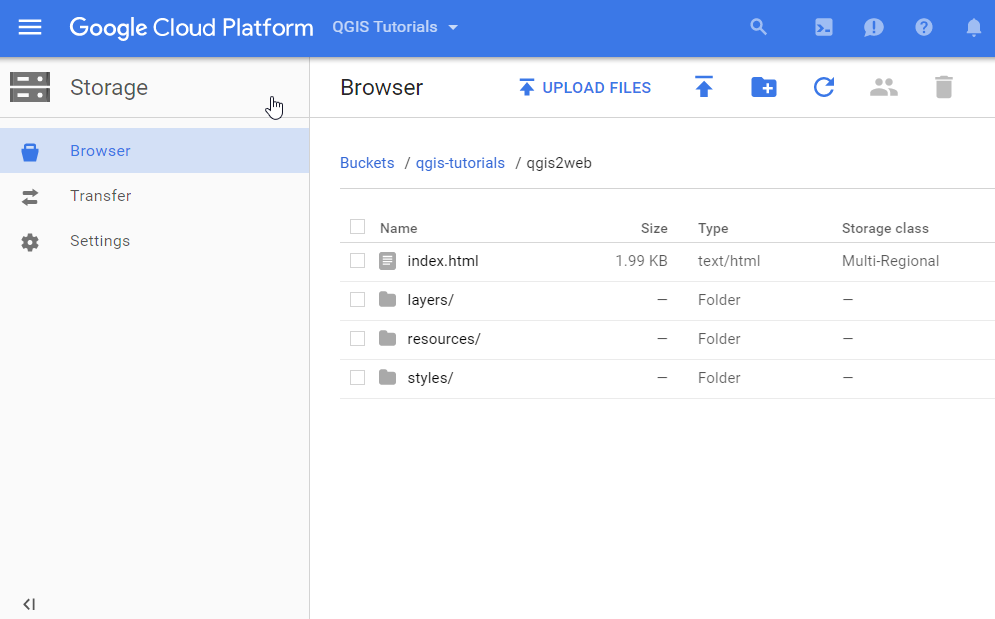 Google Cloud Platform QGIS Tutorials
Storage
Browser
Transfer
Settings
Browser UPLOAD FILES
Buckets / qgis-tutorials / qgis2web
Name Size Type Storage class
index.html 1.99 KB text/html Multi-Regional
layers/ — Folder —
resources/ — Folder —
styles/ — Folder —